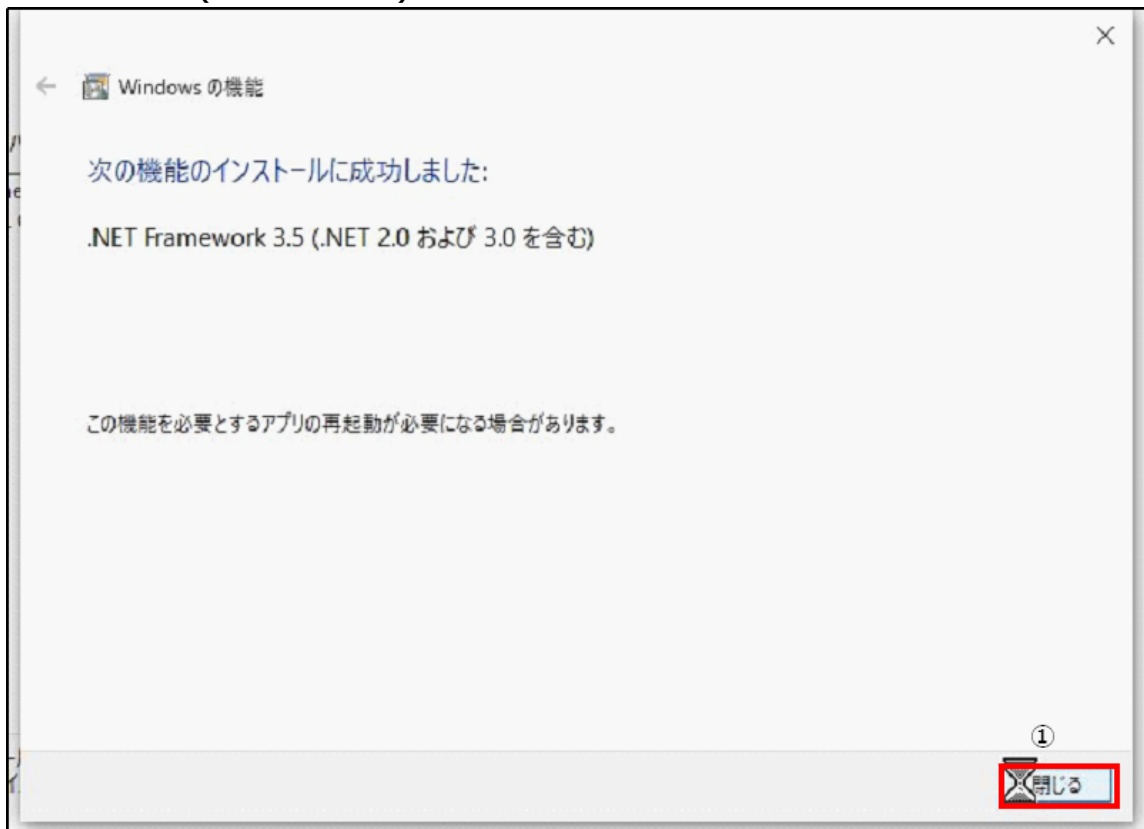 Windows の機能
次の機能のインストールに成功しました:
.NET Framework 3.5 (.NET 2.0 および 3.0 を含む)
この機能を必要とするアプリの再起動が必要になる場合があります。
①
閉じる